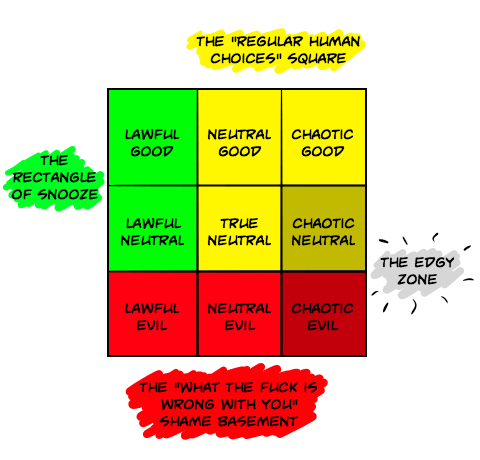 THE "REGULAR HUMAN
CHOICES" SQUARE
LAWFUL
GOOD
NEUTRAL
GOOD
CHAOTIC
GOOD
THE
RECTANGLE
OF SNOOZE
LAWFUL
NEUTRAL
TRUE
NEUTRAL
CHAOTIC
NEUTRAL
THE EDGY
ZONE
LAWFUL
EVIL
NEUTRAL
EVIL
CHAOTIC
EVIL
THE "WHAT THE FUCK IS
WRONG WITH YOU"
SHAME BASEMENT